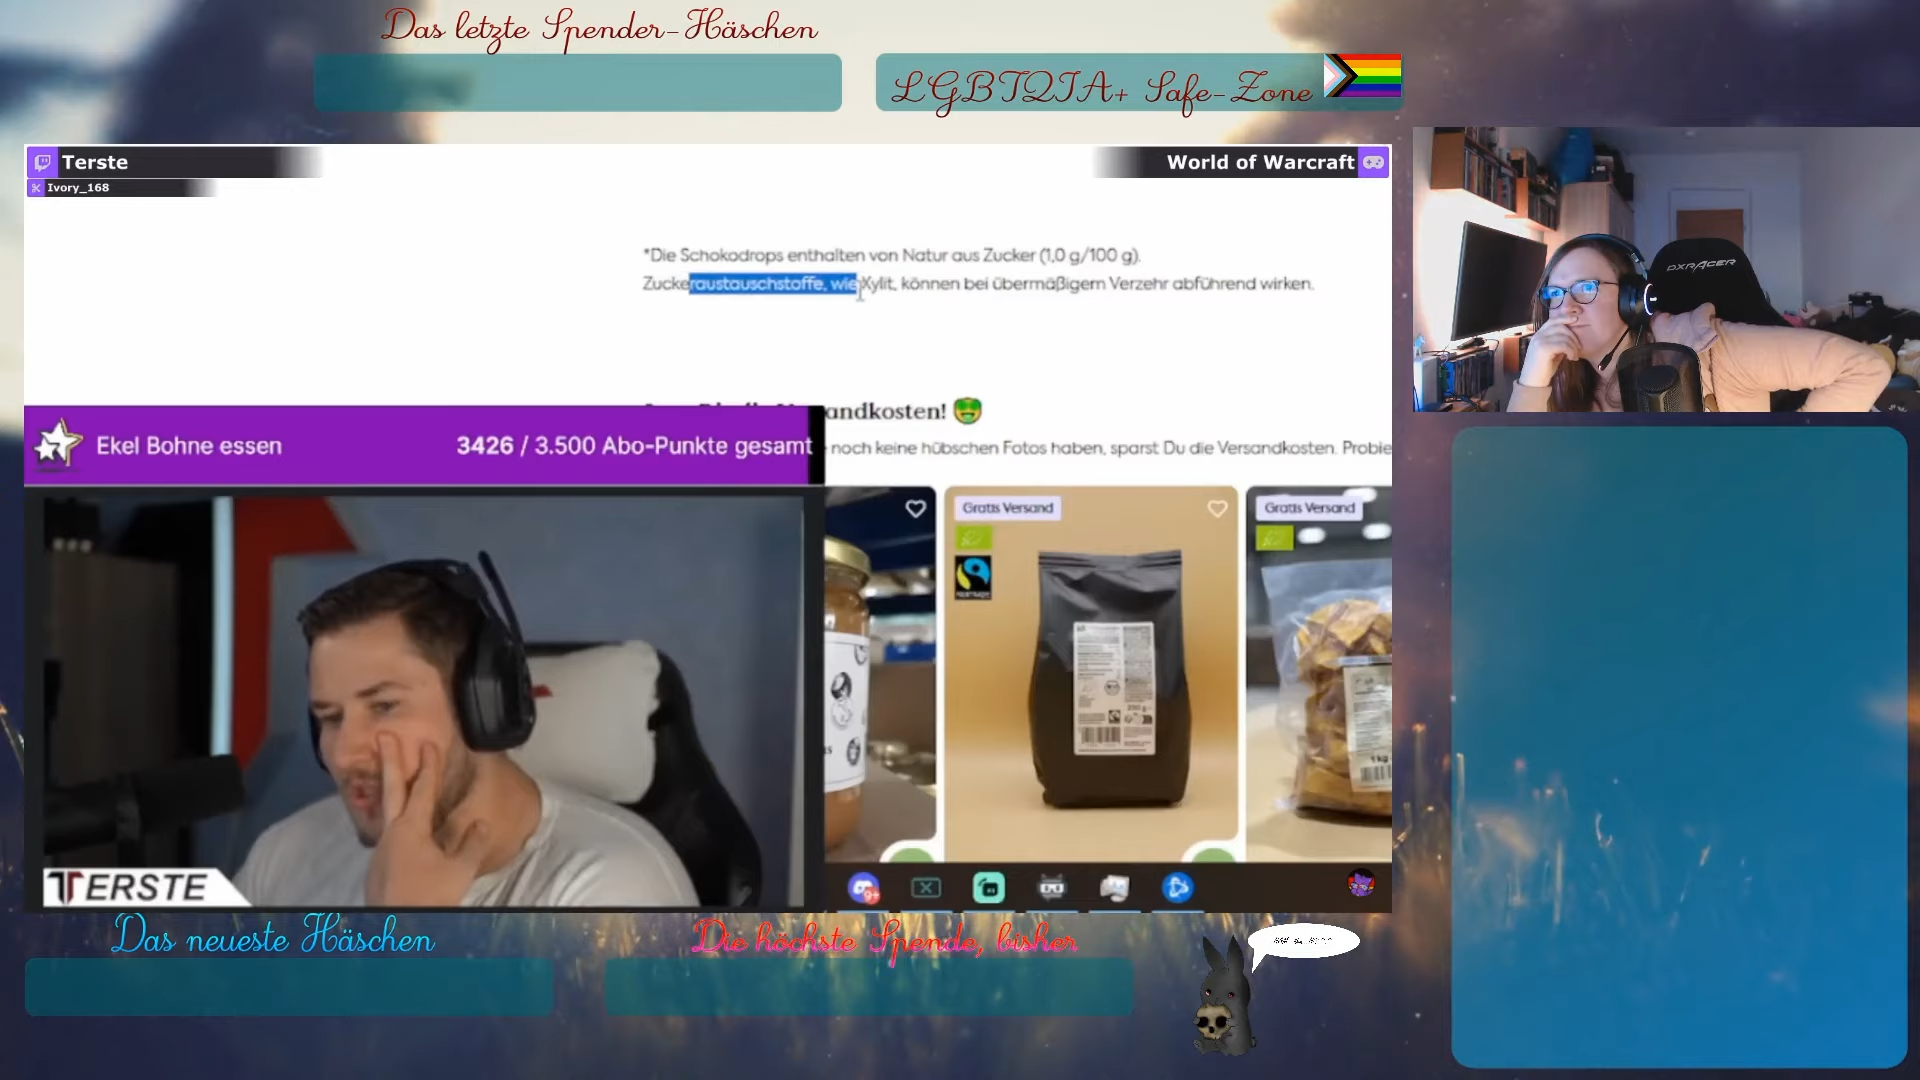 Das letzte Spender-Häschen
LGBTQIA+ Safe-Zone
Terste
World of Warcraft
Ivory_168
*Die Schokodrops enthalten von Natur aus Zucker (1,0 g/100 g).
Zuckeraustauschstoffe, wie Xylit, können bei übermäßigem Verzehr abführend wirken.
andkosten!
Ekel Bohne essen
3426 / 3.500 Abo-Punkte gesamt
noch keine hübschen Fotos haben, sparst Du die Versandkosten. Probie
Gratis Versand
Gratis Versand
DXRACER
TERSTE
9+
Das neueste Häschen
Die höchste Spende, bisher